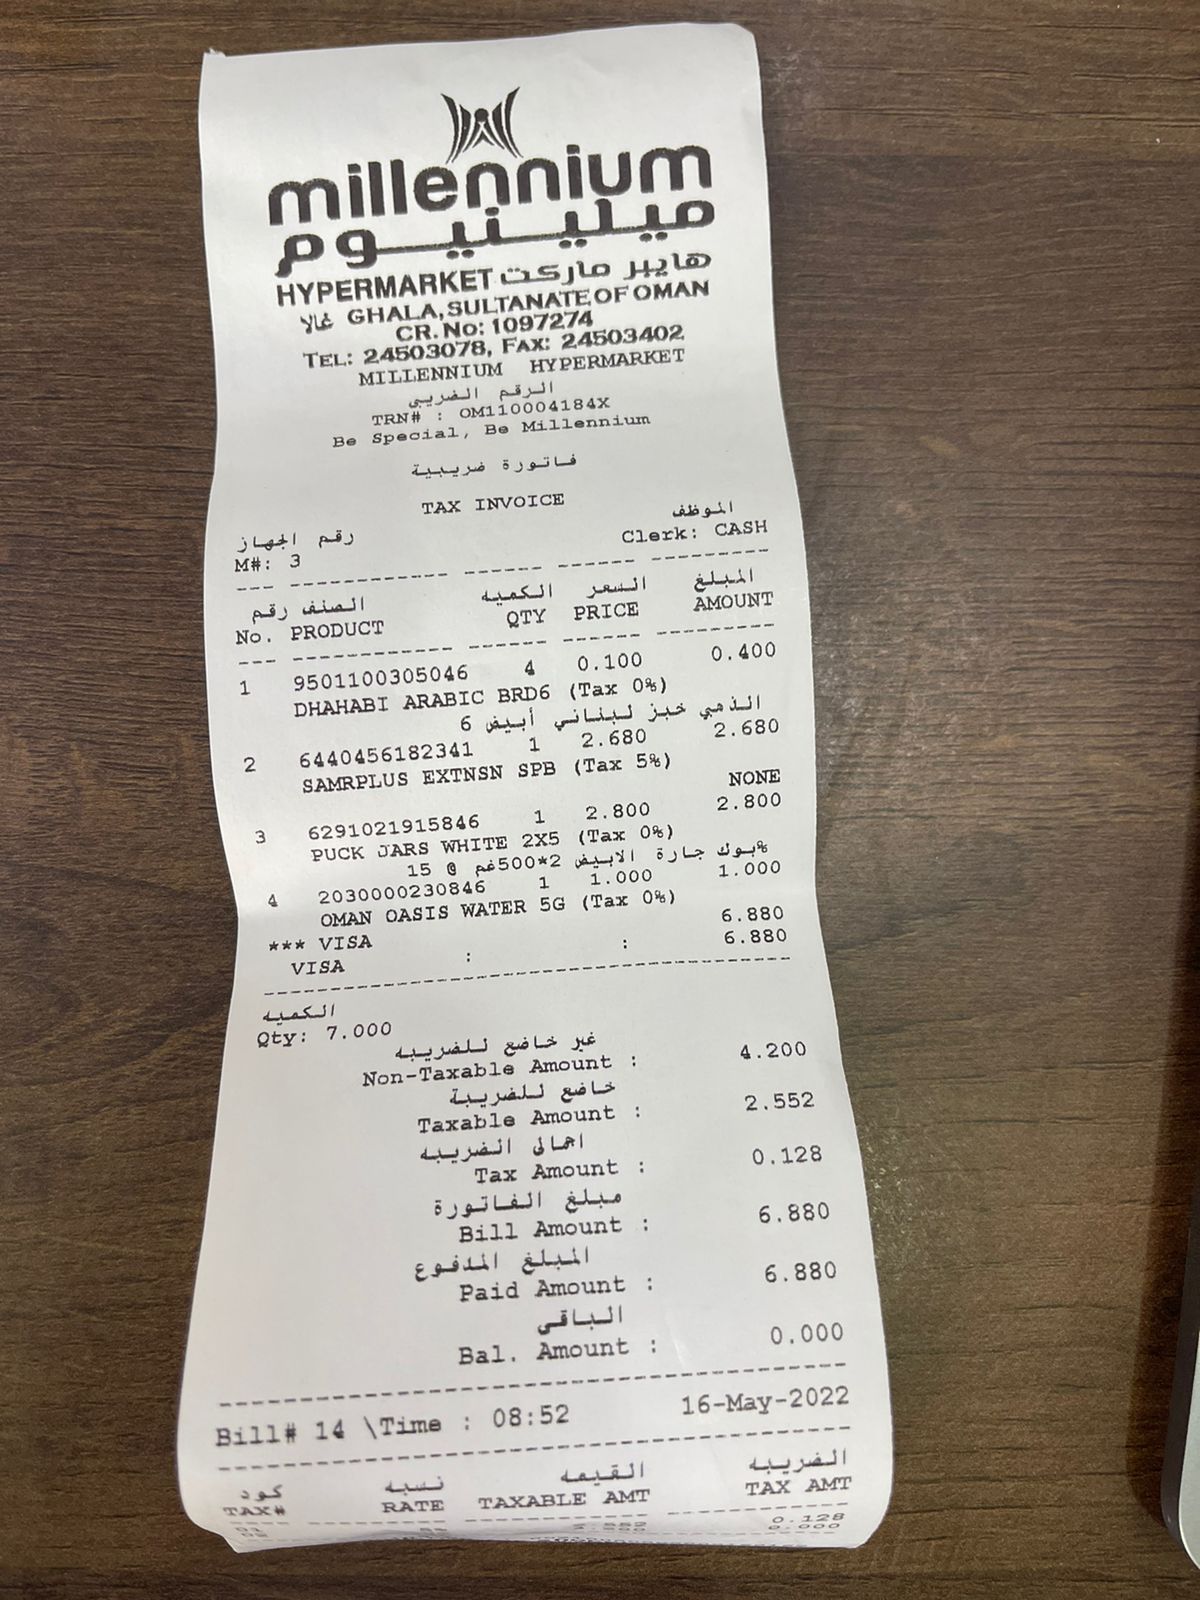 millennium
ميلينيوم
HYPERMARKET هايبر ماركت
غالا GHALA, SULTANATE OF OMAN
CR. No: 1097274
TEL: 24503078, FAX: 24503402
MILLENNIUM HYPERMARKET
الرقم الضريبي
TRN# : OM110004184X
Be Special, Be Millennium
فاتورة ضريبية
TAX INVOICE
رقم الجهاز الموظف
M#: 3 Clerk: CASH
الصنف رقم الكميه السعر المبلغ
No. PRODUCT QTY PRICE AMOUNT
1 9501100305046 4 0.100 0.400
DHAHABI ARABIC BRD6 (Tax 0%)
الذهبي خبز لبناني أبيض 6
2 6440456182341 1 2.680 2.680
SAMRPLUS EXTNSN SPB (Tax 5%)
NONE
3 6291021915846 1 2.800 2.800
PUCK JARS WHITE 2X5 (Tax 0%)
%بوك جارة الابيض 2*500غم @ 15
4 2030000230846 1 1.000 1.000
OMAN OASIS WATER 5G (Tax 0%)
*** VISA 6.880
VISA : : 6.880
الكميه
Qty: 7.000
غير خاضع للضريبه
Non-Taxable Amount : 4.200
خاضع للضريبة
Taxable Amount : 2.552
اجمالى الضريبه
Tax Amount : 0.128
مبلغ الفاتورة
Bill Amount : 6.880
المبلغ المدفوع
Paid Amount : 6.880
الباقى
Bal. Amount : 0.000
Bill# 14 \Time : 08:52 16-May-2022
كود نسبه القيمه الضريبه
TAX# RATE TAXABLE AMT TAX AMT
0.128
0.000